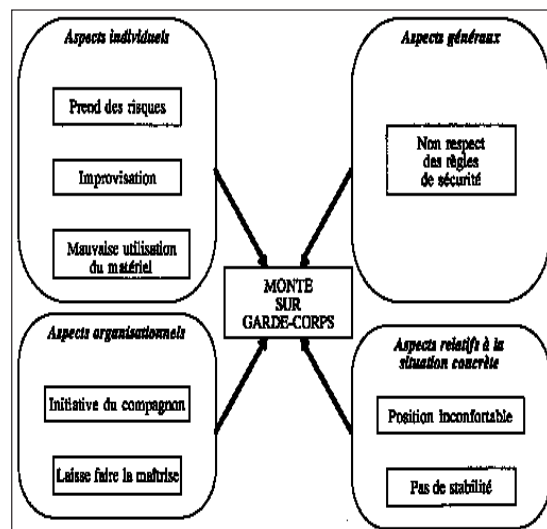 Aspects individuels
Prend des risques
Improvisation
Mauvaise utilisation
du matériel
Aspects généraux
Non respect
des règles
de sécurité
MONTE
SUR
GARDE-CORPS
Aspects organisationnels
Initiative du compagnon
Laisse faire la maîtrise
Aspects relatifs à la
situation concrète
Position inconfortable
Pas de stabilité